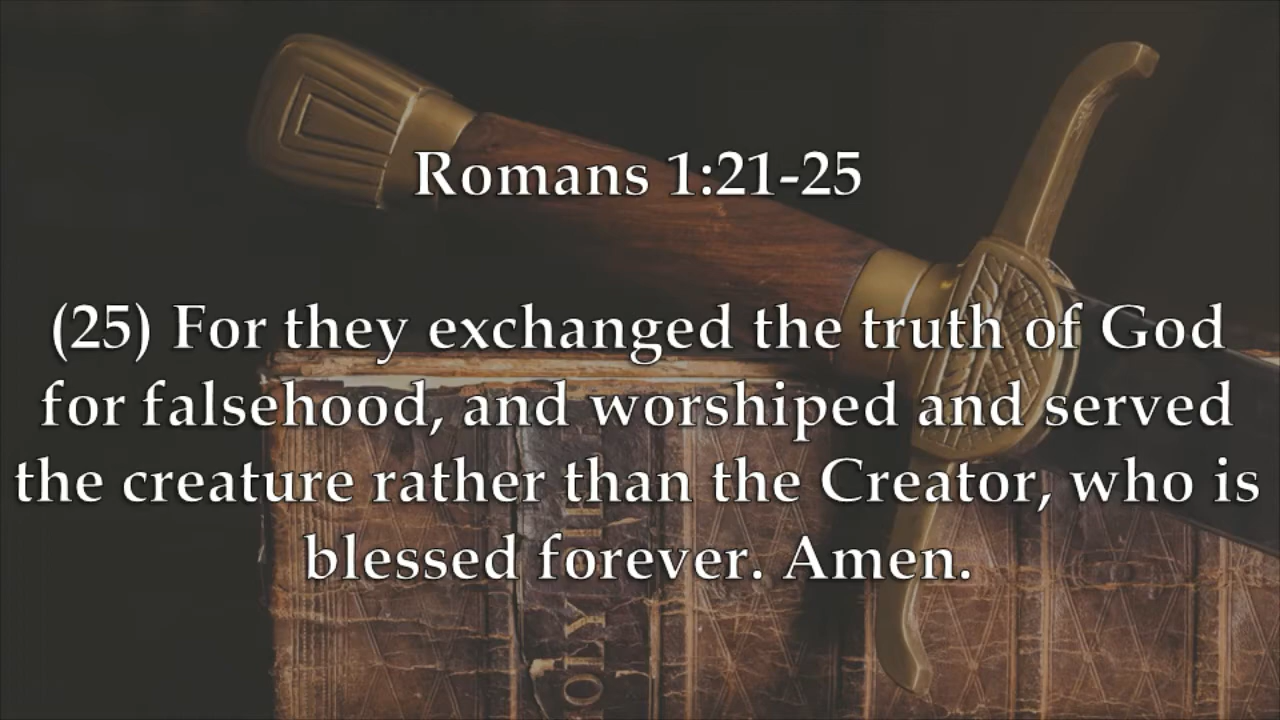 Romans 1:21-25
(25) For they exchanged the truth of God
for falsehood, and worshiped and served
the creature rather than the Creator, who is
blessed forever. Amen.
OLY